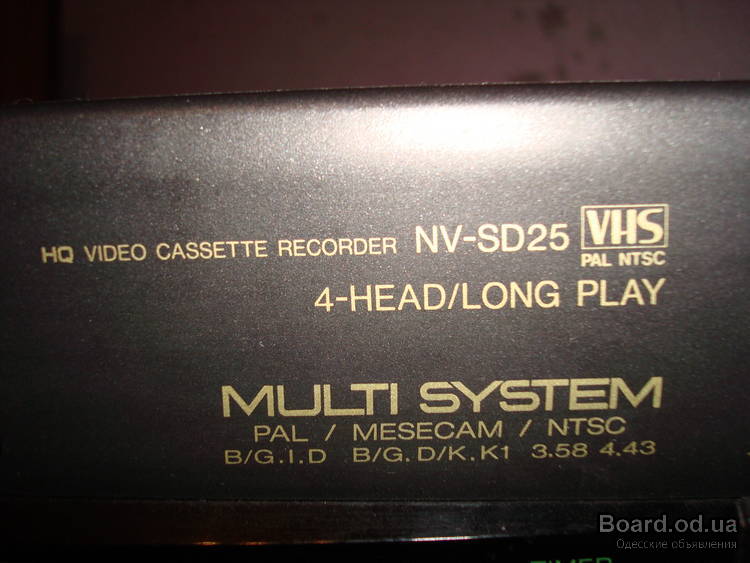 HQ VIDEO CASSETTE RECORDER NV-SD25 VHS
PAL NTSC
4-HEAD/LONG PLAY
MULTI SYSTEM
PAL / MESECAM / NTSC
B/G.I.D B/G.D/K.K1 3.58 4.43
Board.od.ua
Одесские объявления
TIMER